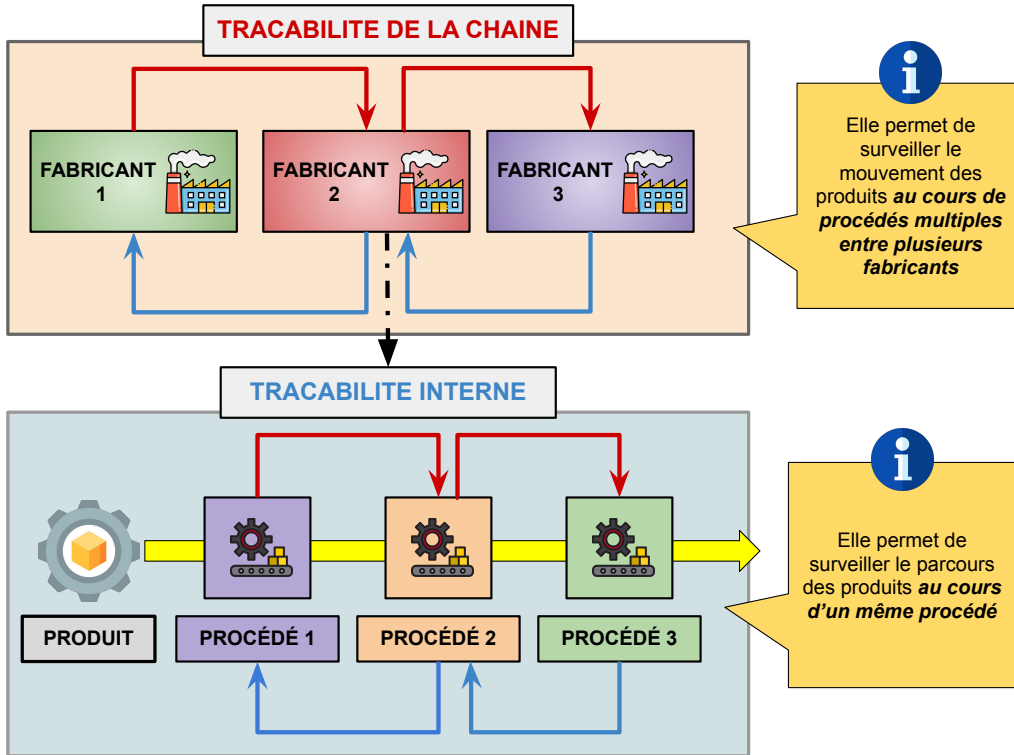 TRACABILITE DE LA CHAINE
FABRICANT
1
FABRICANT
2
FABRICANT
3
Elle permet de
surveiller le
mouvement des
produits au cours de
procédés multiples
entre plusieurs
fabricants
TRACABILITE INTERNE
PRODUIT
PROCÉDÉ 1
PROCÉDÉ 2
PROCÉDÉ 3
Elle permet de
surveiller le parcours
des produits au cours
d'un même procédé